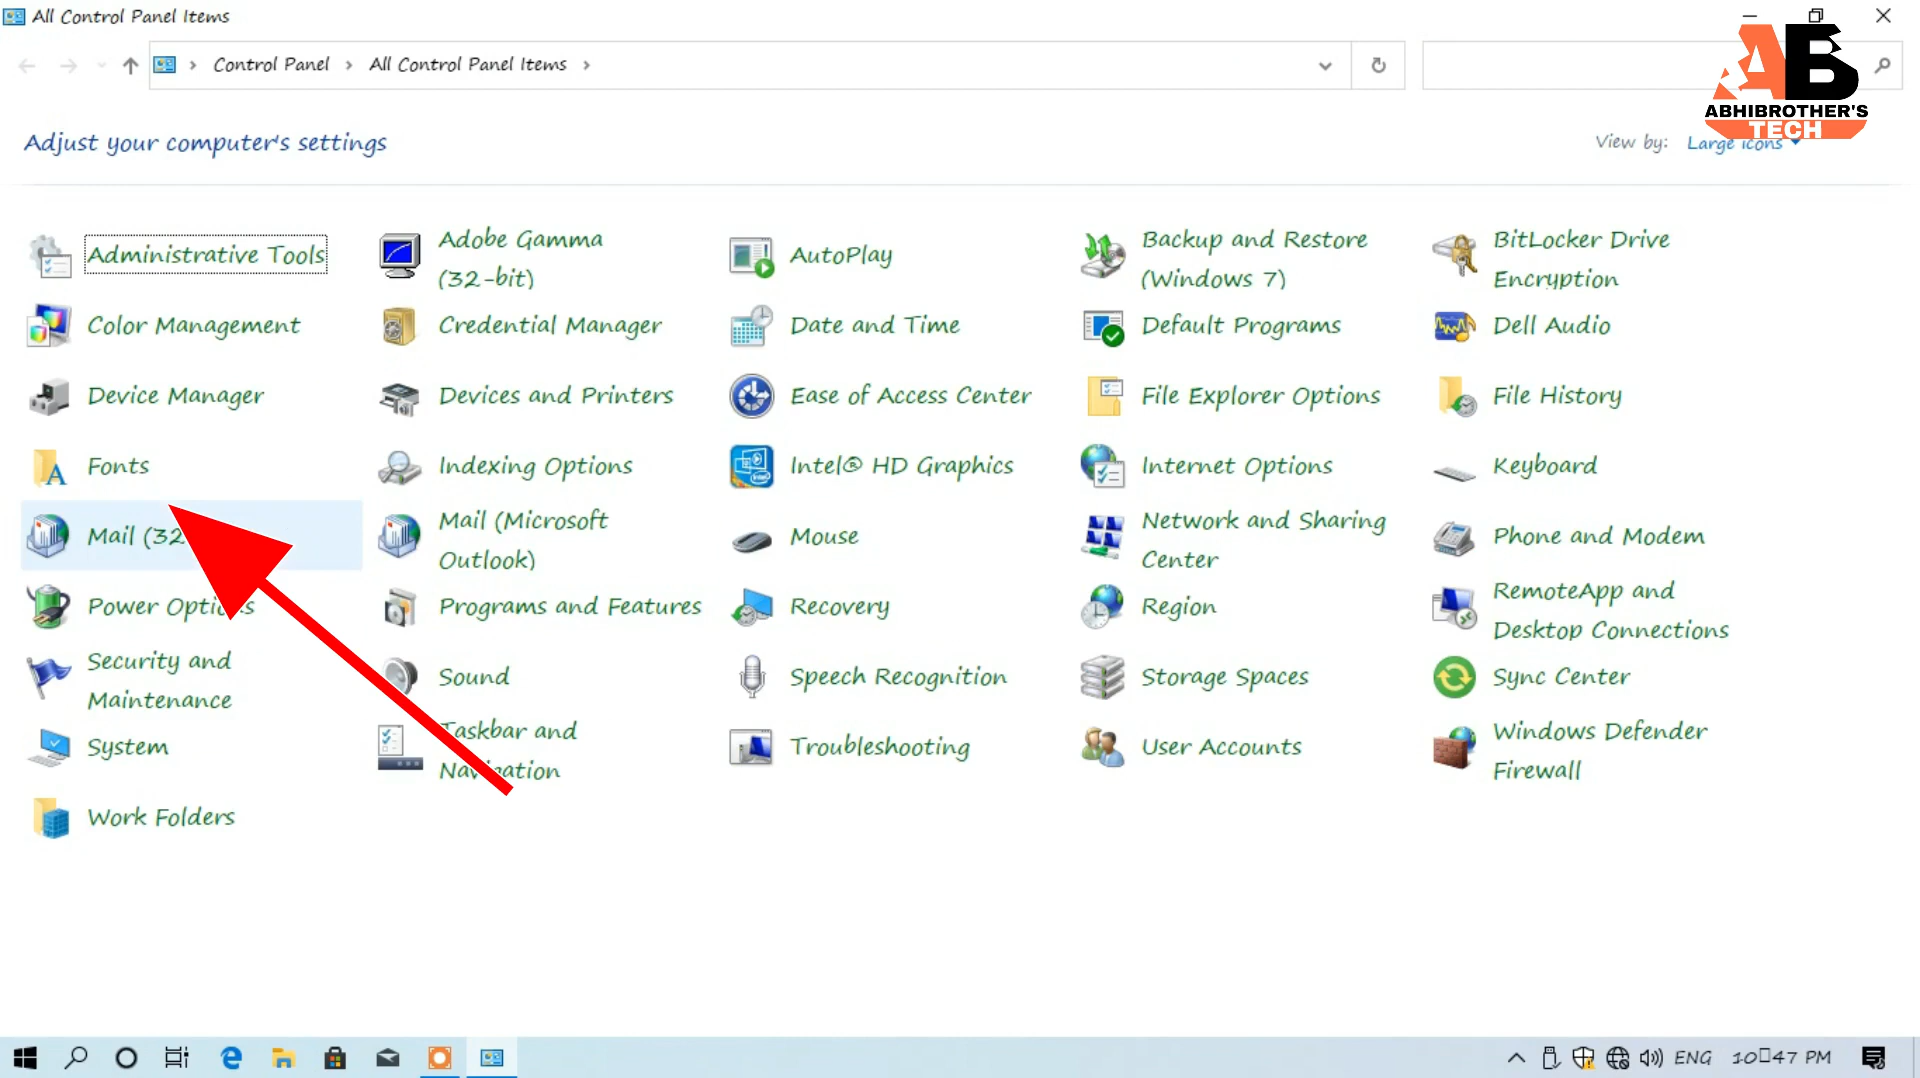 All Control Panel Items
Control Panel > All Control Panel Items >
ABHIBROTHER'S
TECH
Adjust your computer's settings
View by: Large icons
Administrative Tools
Adobe Gamma
(32-bit)
AutoPlay
Backup and Restore
(Windows 7)
BitLocker Drive
Encryption
Color Management
Credential Manager
Date and Time
Default Programs
Dell Audio
Device Manager
Devices and Printers
Ease of Access Center
File Explorer Options
File History
Fonts
Indexing Options
Intel® HD Graphics
Internet Options
Keyboard
Mail (32
Mail (Microsoft
Outlook)
Mouse
Network and Sharing
Center
Phone and Modem
Power Options
Programs and Features
Recovery
Region
RemoteApp and
Desktop Connections
Security and
Maintenance
Sound
Speech Recognition
Storage Spaces
Sync Center
System
Taskbar and
Navigation
Troubleshooting
User Accounts
Windows Defender
Firewall
Work Folders
ENG 10□47 PM